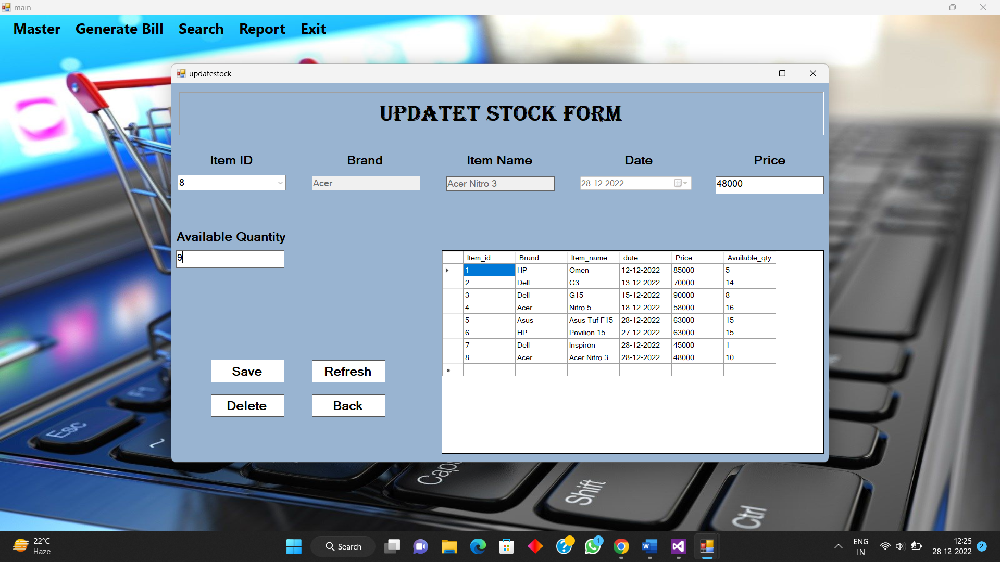 main
Master Generate Bill Search Report Exit
updatestock
UPDATET STOCK FORM
Item ID Brand Item Name Date Price
8 Acer Acer Nitro 3 28-12-2022 48000
Available Quantity
9
Item_id Brand Item_name date Price Available_qty
1 HP Omen 12-12-2022 85000 5
2 Dell G3 13-12-2022 70000 14
3 Dell G15 15-12-2022 90000 8
4 Acer Nitro 5 18-12-2022 58000 16
5 Asus Asus Tuf F15 28-12-2022 63000 15
6 HP Pavilion 15 27-12-2022 63000 15
7 Dell Inspiron 28-12-2022 45000 1
8 Acer Acer Nitro 3 28-12-2022 48000 10
Save Refresh
Delete Back
F1
Esc
~
Caps
Shift
Ctrl
22°C
Haze
Search
1
ENG
IN
12:25
28-12-2022
2